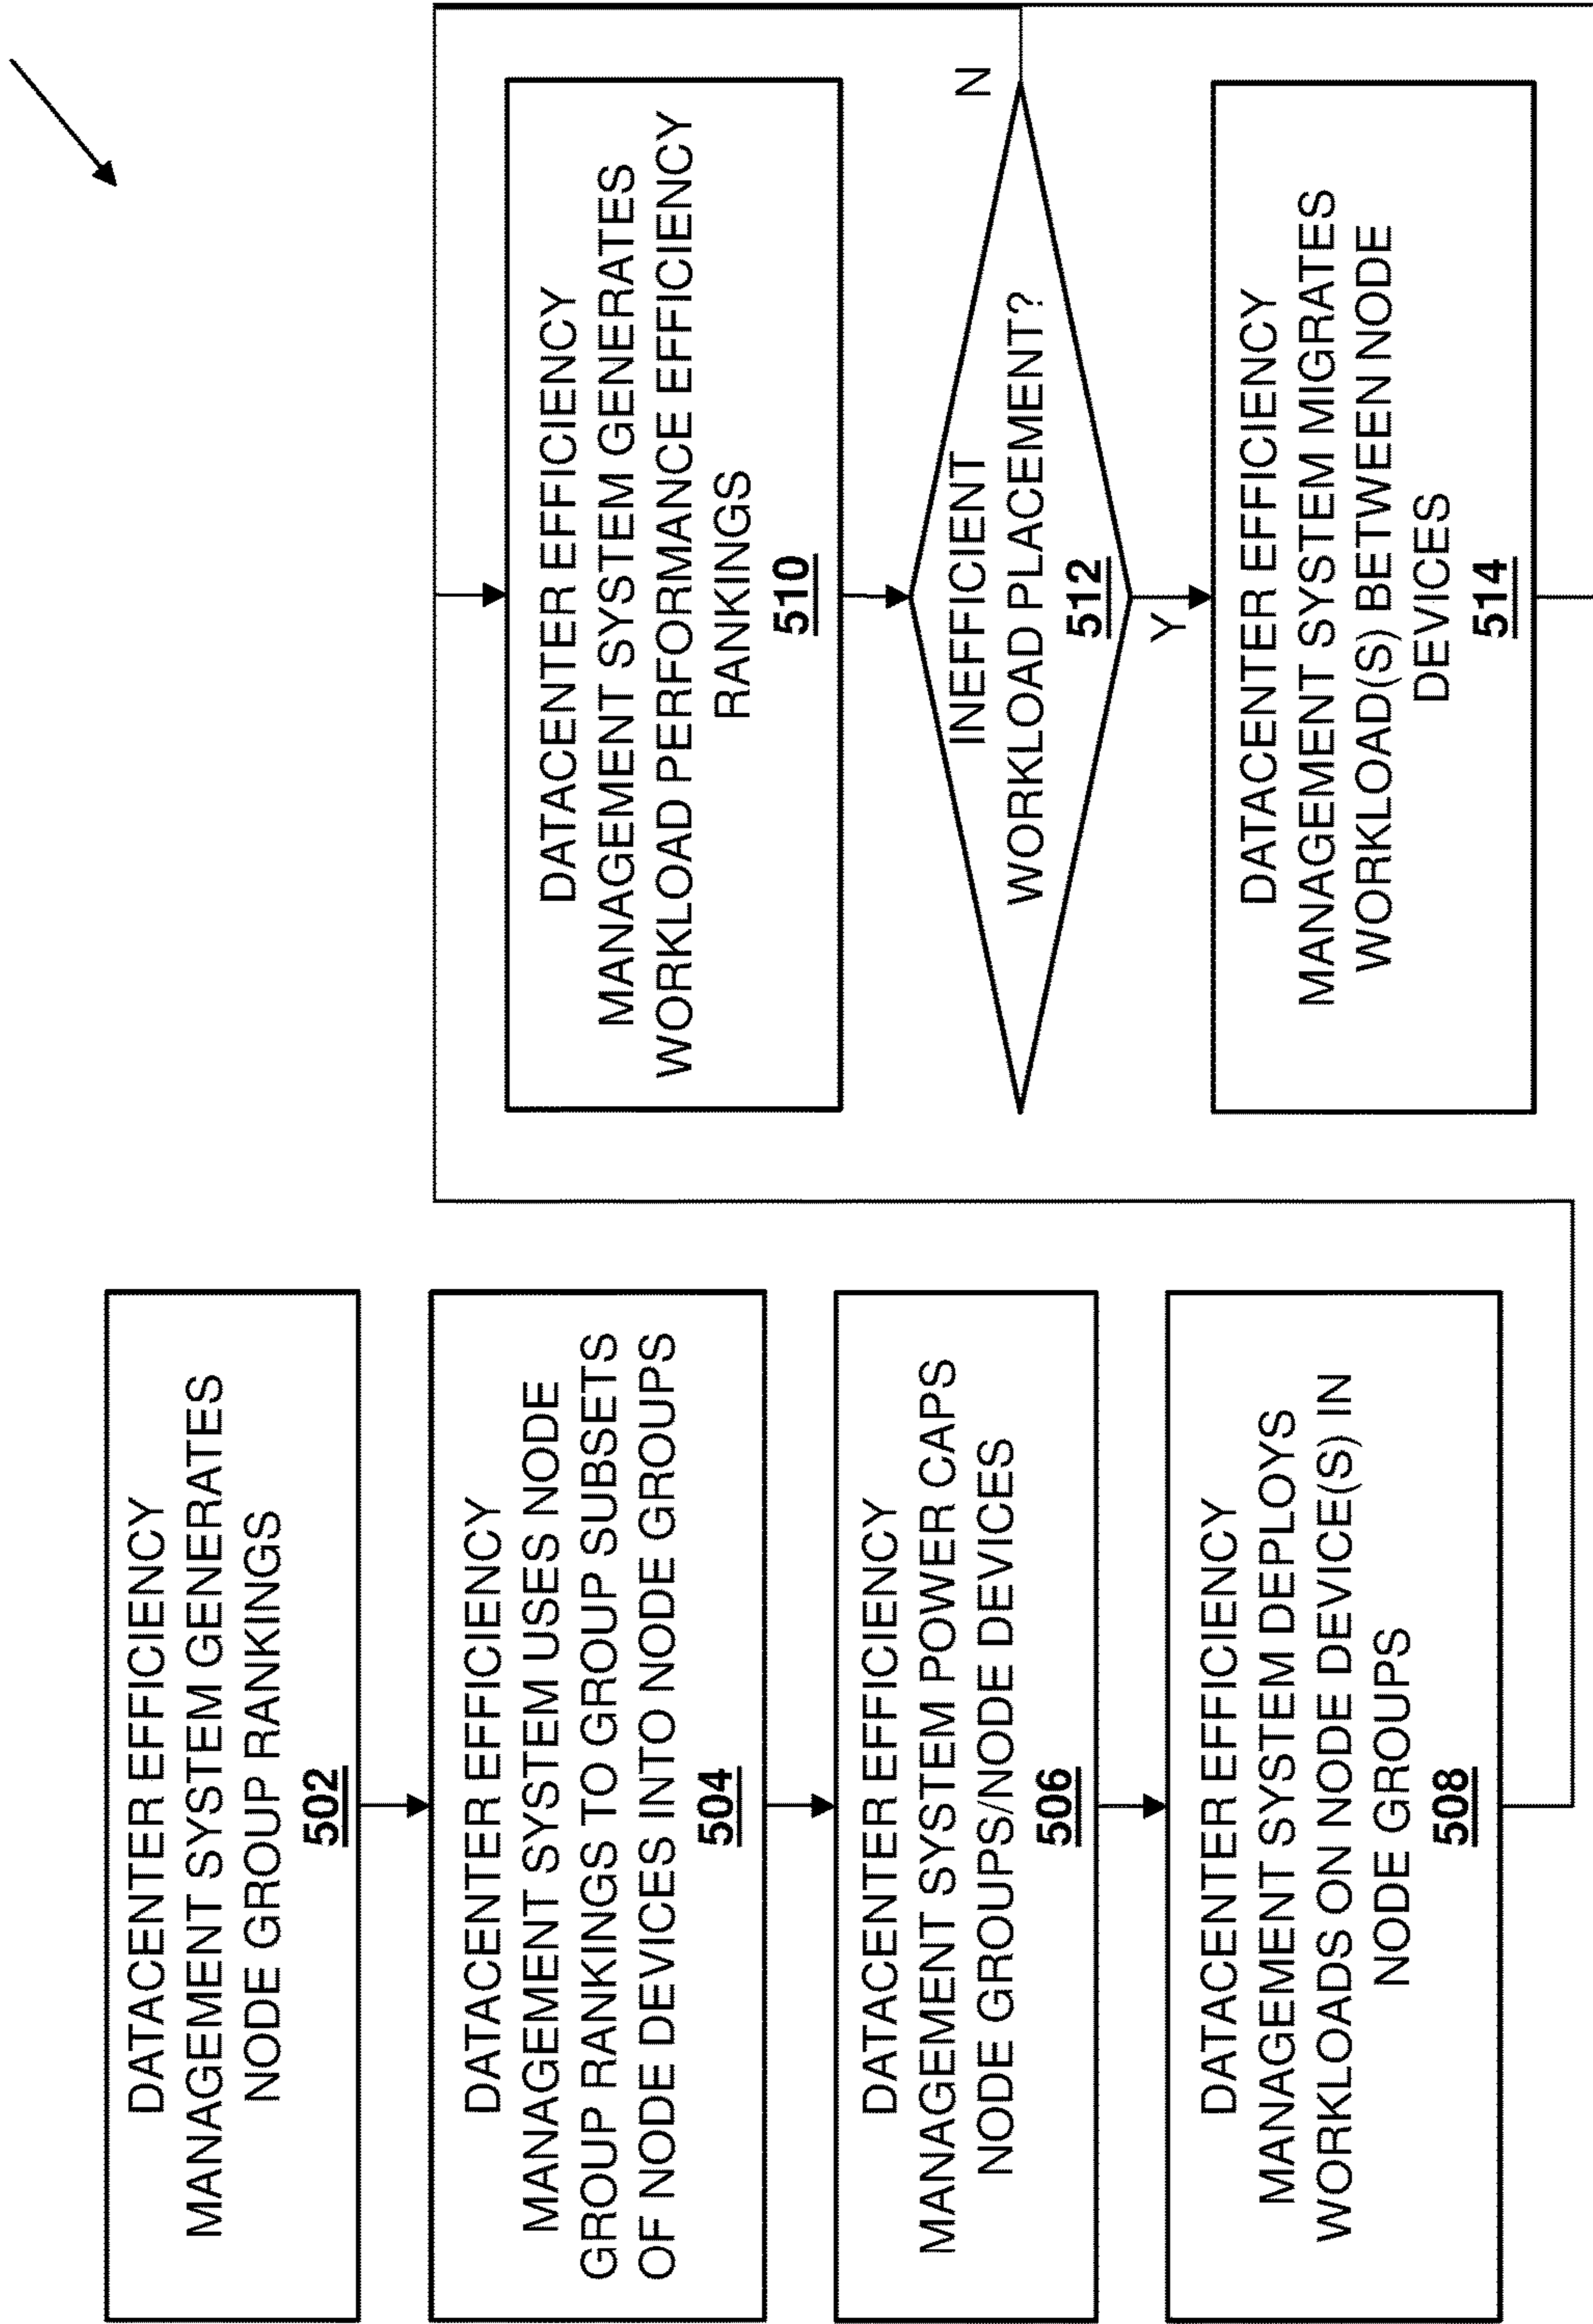 DATACENTER EFFICIENCY
MANAGEMENT SYSTEM GENERATES
NODE GROUP RANKINGS
502
DATACENTER EFFICIENCY
MANAGEMENT SYSTEM USES NODE
GROUP RANKINGS TO GROUP SUBSETS
OF NODE DEVICES INTO NODE GROUPS
504
DATACENTER EFFICIENCY
MANAGEMENT SYSTEM POWER CAPS
NODE GROUPS/NODE DEVICES
506
DATACENTER EFFICIENCY
MANAGEMENT SYSTEM DEPLOYS
WORKLOADS ON NODE DEVICE(S) IN
NODE GROUPS
508
DATACENTER EFFICIENCY
MANAGEMENT SYSTEM GENERATES
WORKLOAD PERFORMANCE EFFICIENCY
RANKINGS
510
INEFFICIENT
WORKLOAD PLACEMENT?
512
N
Y
DATACENTER EFFICIENCY
MANAGEMENT SYSTEM MIGRATES
WORKLOAD(S) BETWEEN NODE
DEVICES
514